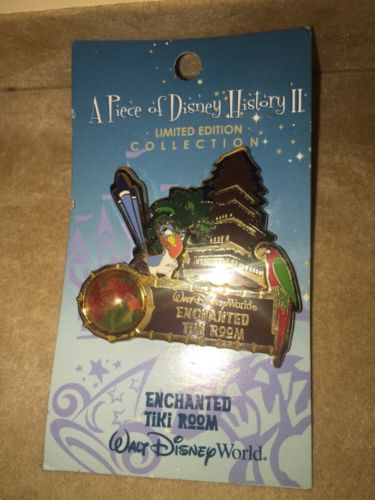 A Piece of Disney History II
LIMITED EDITION
COLLECTION
Walt Disney World®
ENCHANTED
TIKI ROOM
ENCHANTED
TIKI ROOM
Walt Disney World®